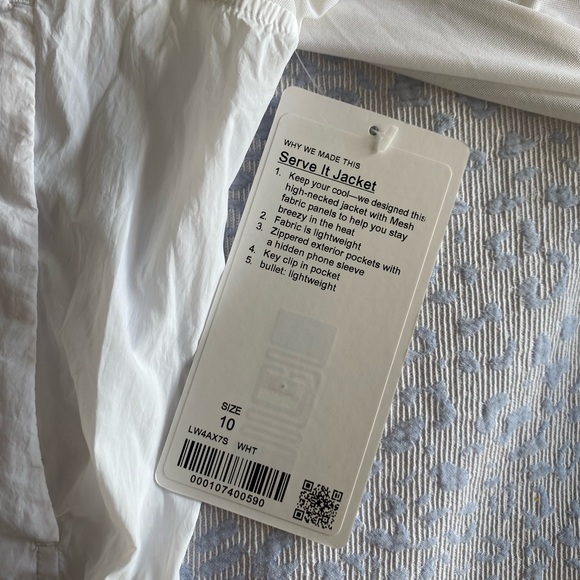 WHY WE MADE THIS
Serve It Jacket
1. Keep your cool—we designed this
high-necked jacket with Mesh
fabric panels to help you stay
breezy in the heat
2. Fabric is lightweight
3. Zippered exterior pockets with
a hidden phone sleeve
4. Key clip in pocket
5. bullet: lightweight
SIZE
10
LW4AX7S WHT
000107400590